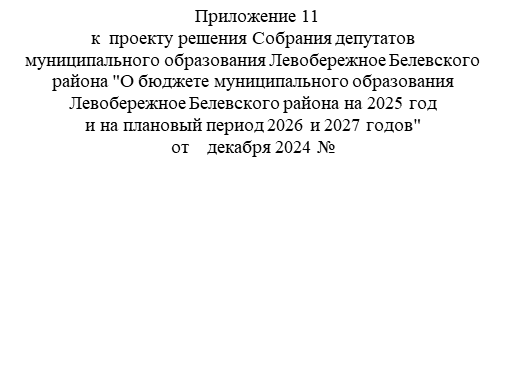 Приложение 11
к проекту решения Собрания депутатов
муниципального образования Левобережное Белевского
района "О бюджете муниципального образования
Левобережное Белевского района на 2025 год
и на плановый период 2026 и 2027 годов"
от декабря 2024 №